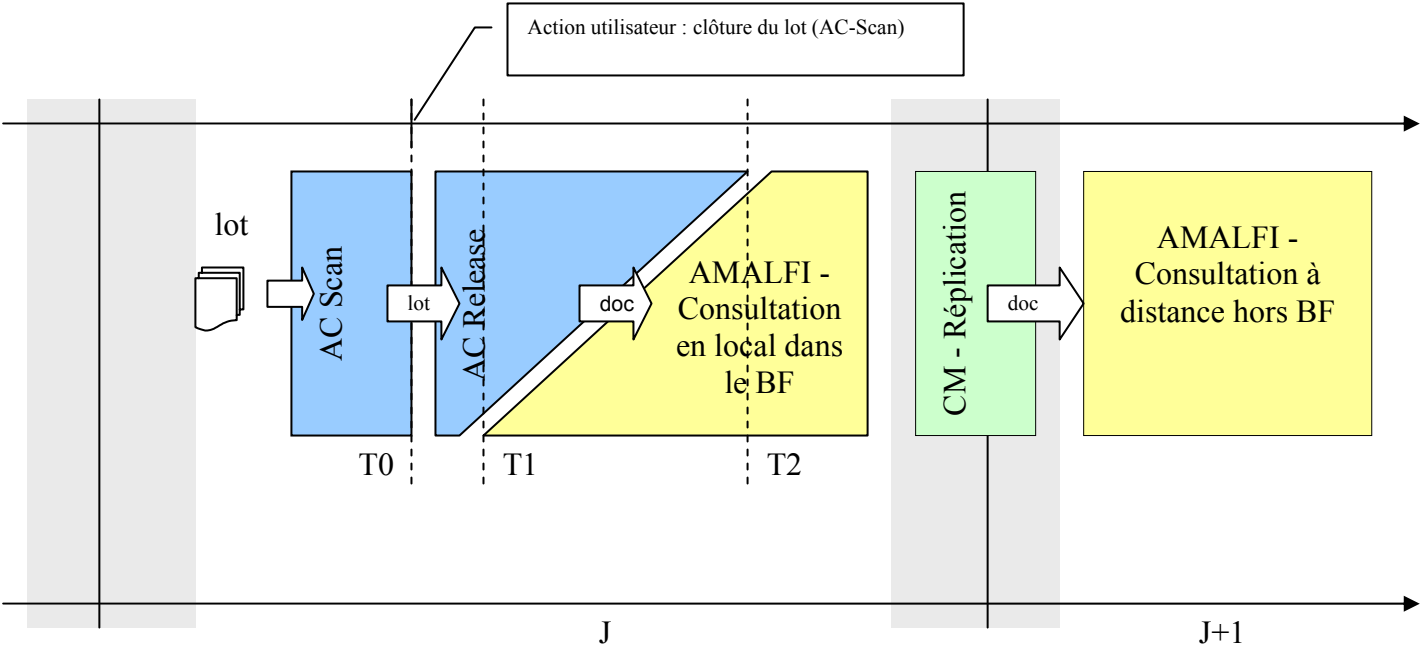 Action utilisateur : clôture du lot (AC-Scan)
lot
AC Scan
lot
AC Release
doc
AMALFI -
Consultation
en local dans
le BF
CM - Réplication
doc
AMALFI -
Consultation à
distance hors BF
T0
T1
T2
J
J+1